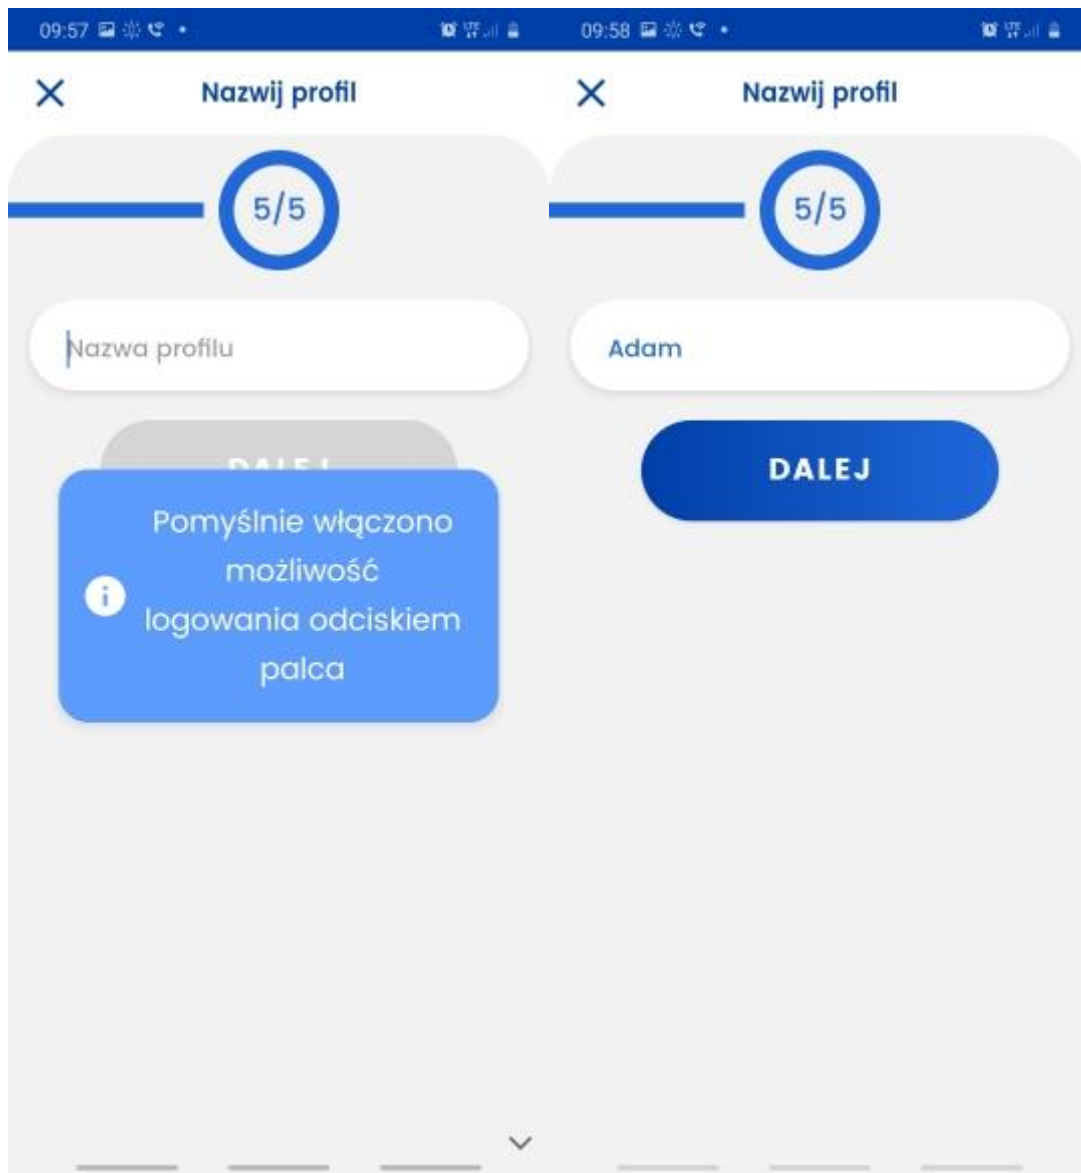 09:57
Nazwij profil
5/5
Nazwa profilu
DALEJ
Pomyślnie włączono
możliwość
logowania odciskiem
palca
09:58
Nazwij profil
5/5
Adam
DALEJ